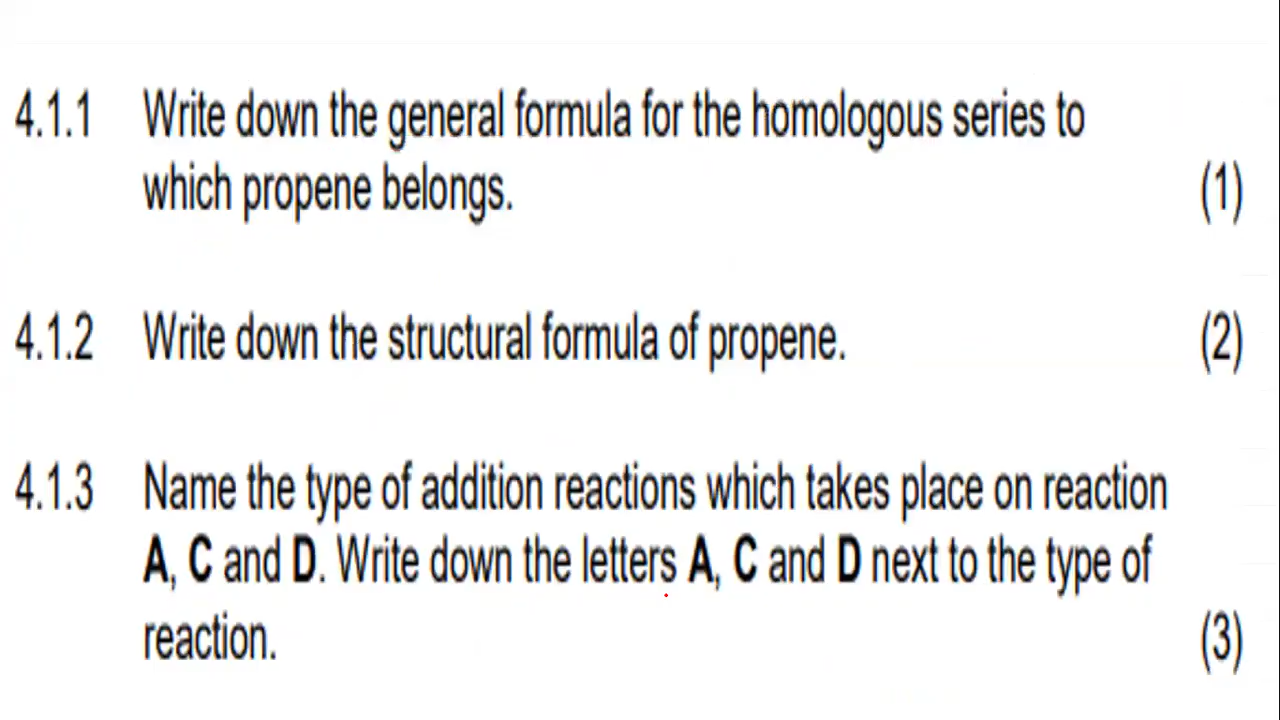 4.1.1 Write down the general formula for the homologous series to
which propene belongs. (1)
4.1.2 Write down the structural formula of propene. (2)
4.1.3 Name the type of addition reactions which takes place on reaction
A, C and D. Write down the letters A, C and D next to the type of
reaction. (3)